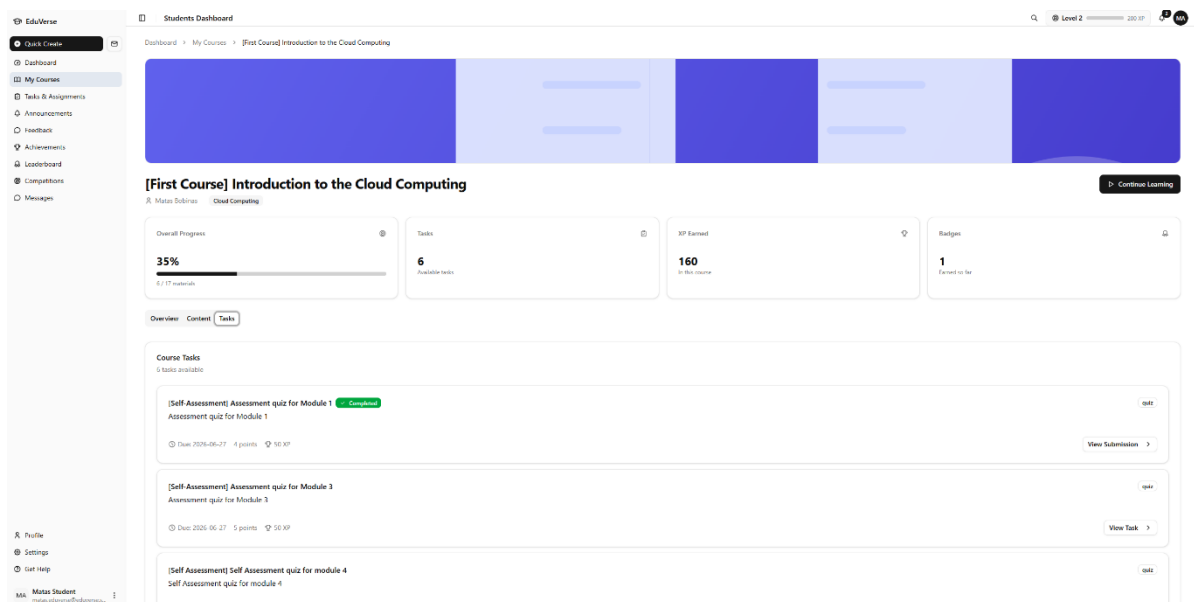 EduVerse
Students Dashboard
Level 2
280 XP
2
MA
Quick Create
Dashboard
My Courses
Tasks & Assignments
Announcements
Feedback
Achievements
Leaderboard
Competitions
Messages
Dashboard > My Courses > [First Course] Introduction to the Cloud Computing
[First Course] Introduction to the Cloud Computing
Continue Learning
Matas Bobinas
Cloud Computing
Overall Progress
35%
6 / 17 materials
Tasks
6
Available tasks
XP Earned
160
In this course
Badges
1
Earned so far
Overview
Content
Tasks
Course Tasks
tasks available
[Self-Assessment] Assessment quiz for Module 1
Completed
quiz
Assessment quiz for Module 1
Due: 2026-06-27 4 points 50 XP
View Submission >
[Self-Assessment] Assessment quiz for Module 3
quiz
Assessment quiz for Module 3
Due: 2026-06-27 5 points 50 XP
View Task >
[Self Assessment] Self Assessment quiz for module 4
quiz
Self Assessment quiz for module 4
Profile
Settings
Get Help
MA
Matas Student